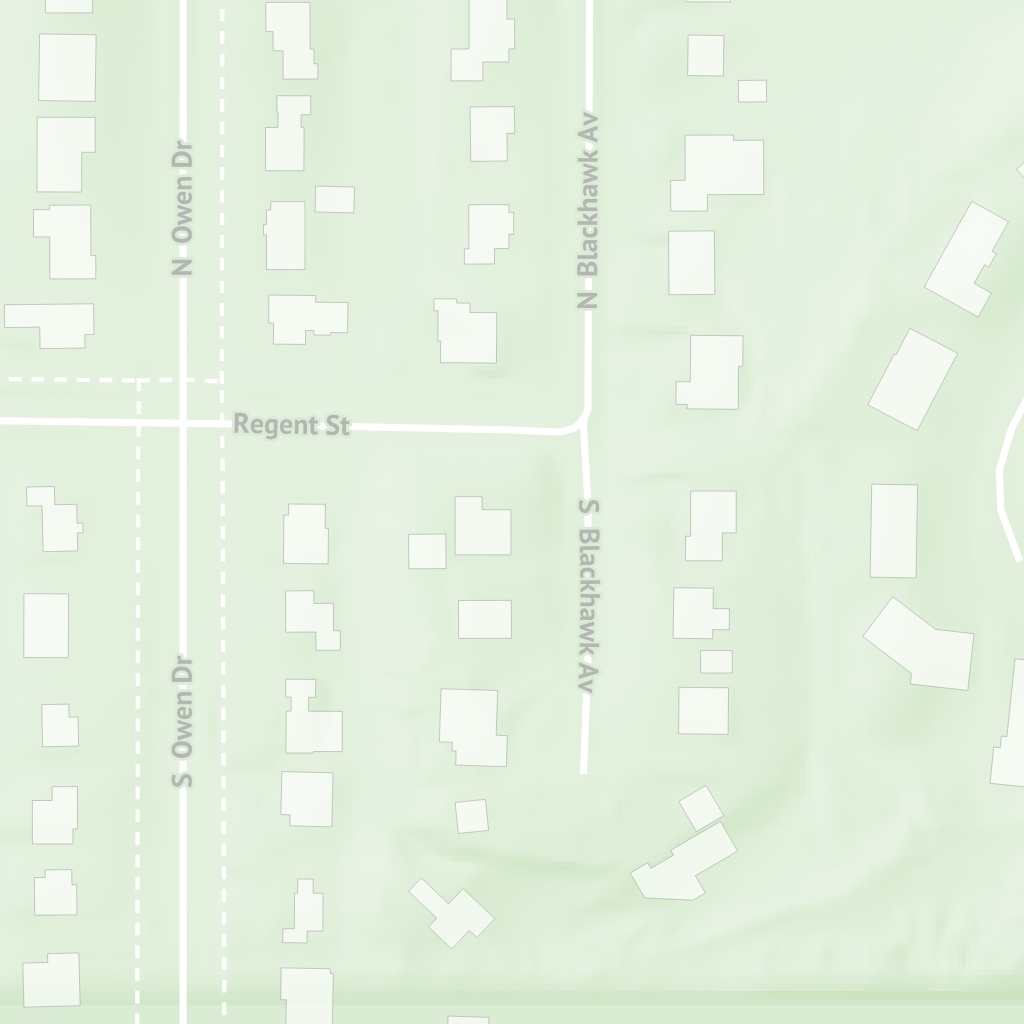 N Owen Dr
N Blackhawk Av
Regent St
S Blackhawk Av
S Owen Dr